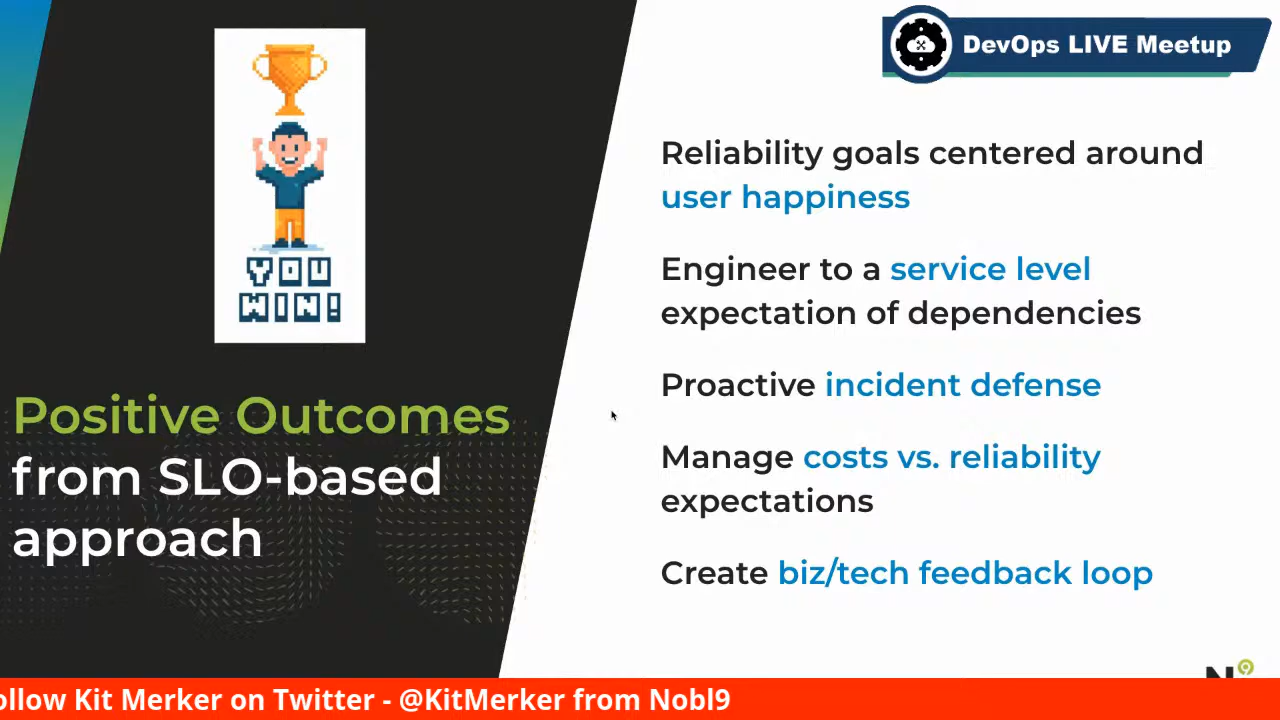 DevOps LIVE Meetup
YOU
WIN!
Positive Outcomes
from SLO-based
approach
Reliability goals centered around
user happiness
Engineer to a service level
expectation of dependencies
Proactive incident defense
Manage costs vs. reliability
expectations
Create biz/tech feedback loop
N9
ollow Kit Merker on Twitter - @KitMerker from Nobl9